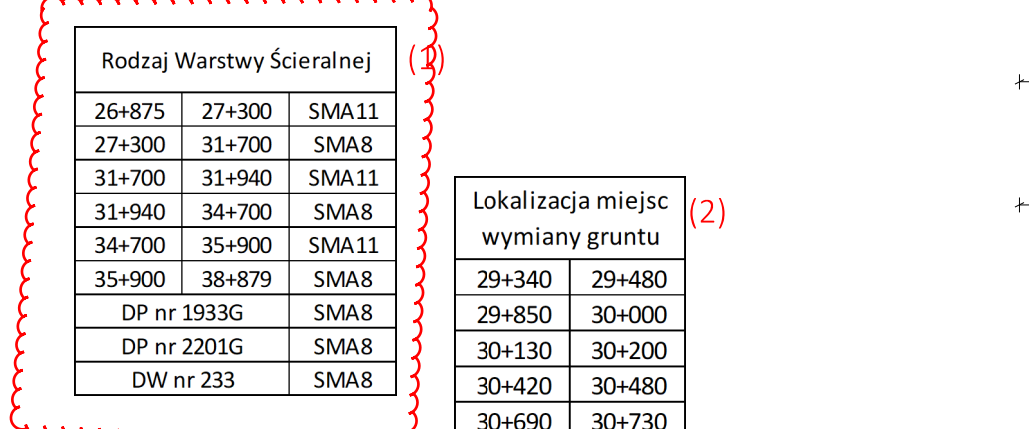 Rodzaj Warstwy Ścieralnej (1)
26+875 27+300 SMA11
27+300 31+700 SMA8
31+700 31+940 SMA11
31+940 34+700 SMA8
34+700 35+900 SMA11
35+900 38+879 SMA8
DP nr 1933G SMA8
DP nr 2201G SMA8
DW nr 233 SMA8
Lokalizacja miejsc
wymiany gruntu (2)
29+340 29+480
29+850 30+000
30+130 30+200
30+420 30+480
30+690 30+730